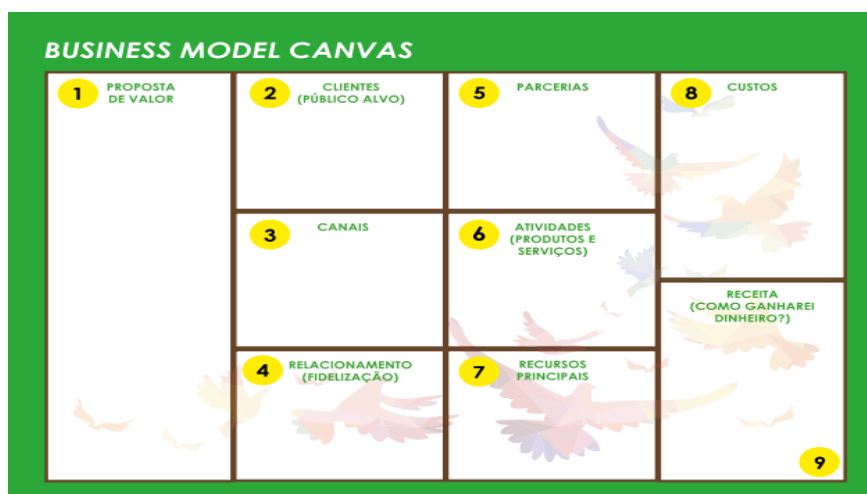 BUSINESS MODEL CANVAS
1
PROPOSTA
DE VALOR
2
CLIENTES
(PÚBLICO ALVO)
3
CANAIS
4
RELACIONAMENTO
(FIDELIZAÇÃO)
5
PARCERIAS
6
ATIVIDADES
(PRODUTOS E
SERVIÇOS)
7
RECURSOS
PRINCIPAIS
8
CUSTOS
RECEITA
(COMO GANHAREI
DINHEIRO?)
9